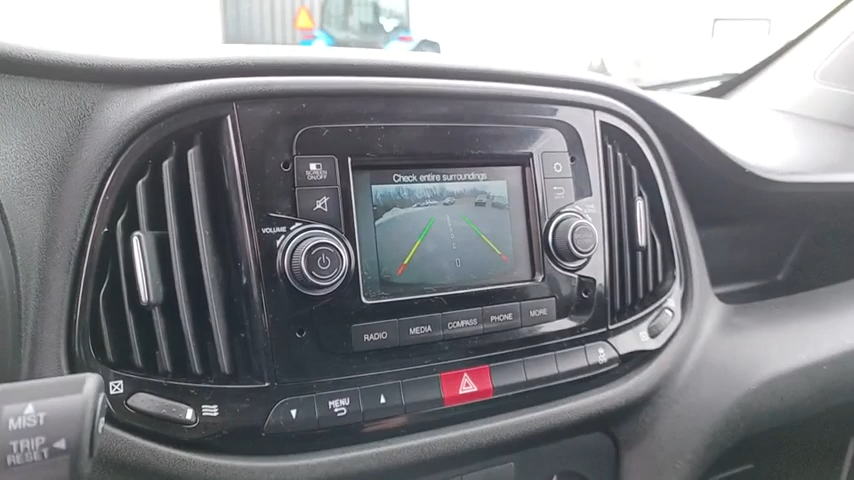 SCREEN
ON/OFF
Check entire surroundings
VOLUME
RADIO
MEDIA
COMPASS
PHONE
MORE
MENU
MIST
TRIP
RESET